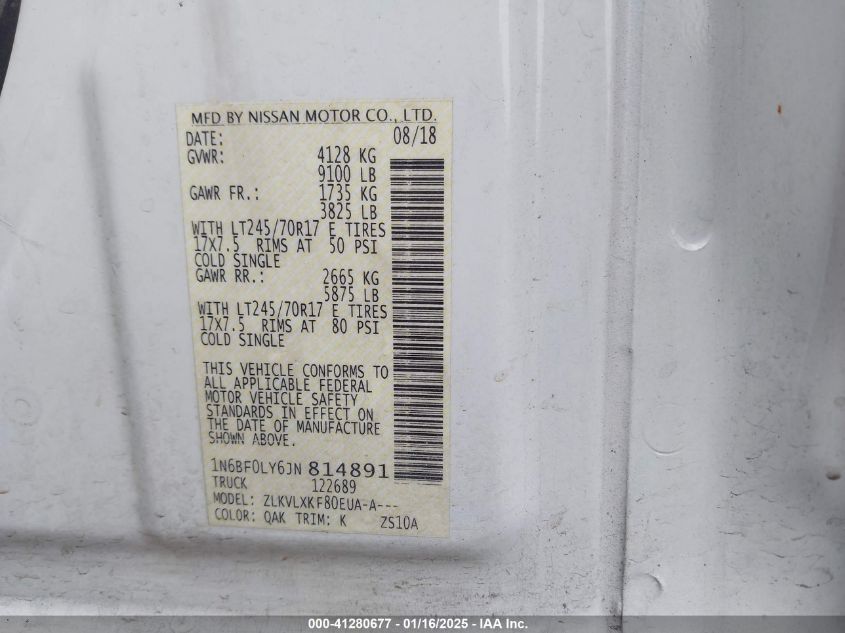 MFD BY NISSAN MOTOR CO., LTD.
DATE: 08/18
GVWR: 4128 KG
9100 LB
GAWR FR.: 1735 KG
3825 LB
WITH LT245/70R17 E TIRES
17X7.5 RIMS AT 50 PSI
COLD SINGLE
GAWR RR.: 2665 KG
5875 LB
WITH LT245/70R17 E TIRES
17X7.5 RIMS AT 80 PSI
COLD SINGLE
THIS VEHICLE CONFORMS TO
ALL APPLICABLE FEDERAL
MOTOR VEHICLE SAFETY
STANDARDS IN EFFECT ON
THE DATE OF MANUFACTURE
SHOWN ABOVE.
1N6BF0LY6JN 814891
TRUCK 122689
MODEL: ZLKVLXKF80EUA-A---
COLOR: QAK TRIM: K ZS10A
000-41280677 - 01/16/2025 - IAA Inc.